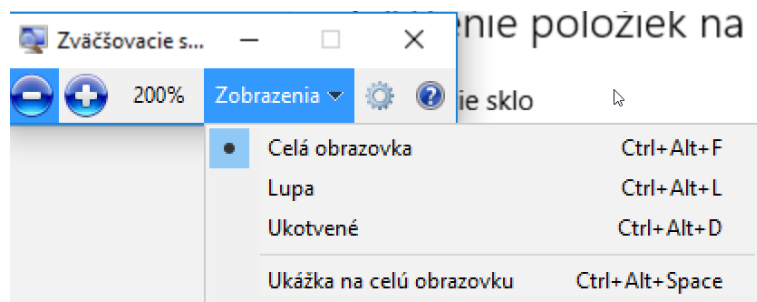 Zväčšovacie s...
nie položiek na
200% Zobrazenia
ie sklo
Celá obrazovka Ctrl+Alt+F
Lupa Ctrl+Alt+L
Ukotvené Ctrl+Alt+D
Ukážka na celú obrazovku Ctrl+Alt+Space